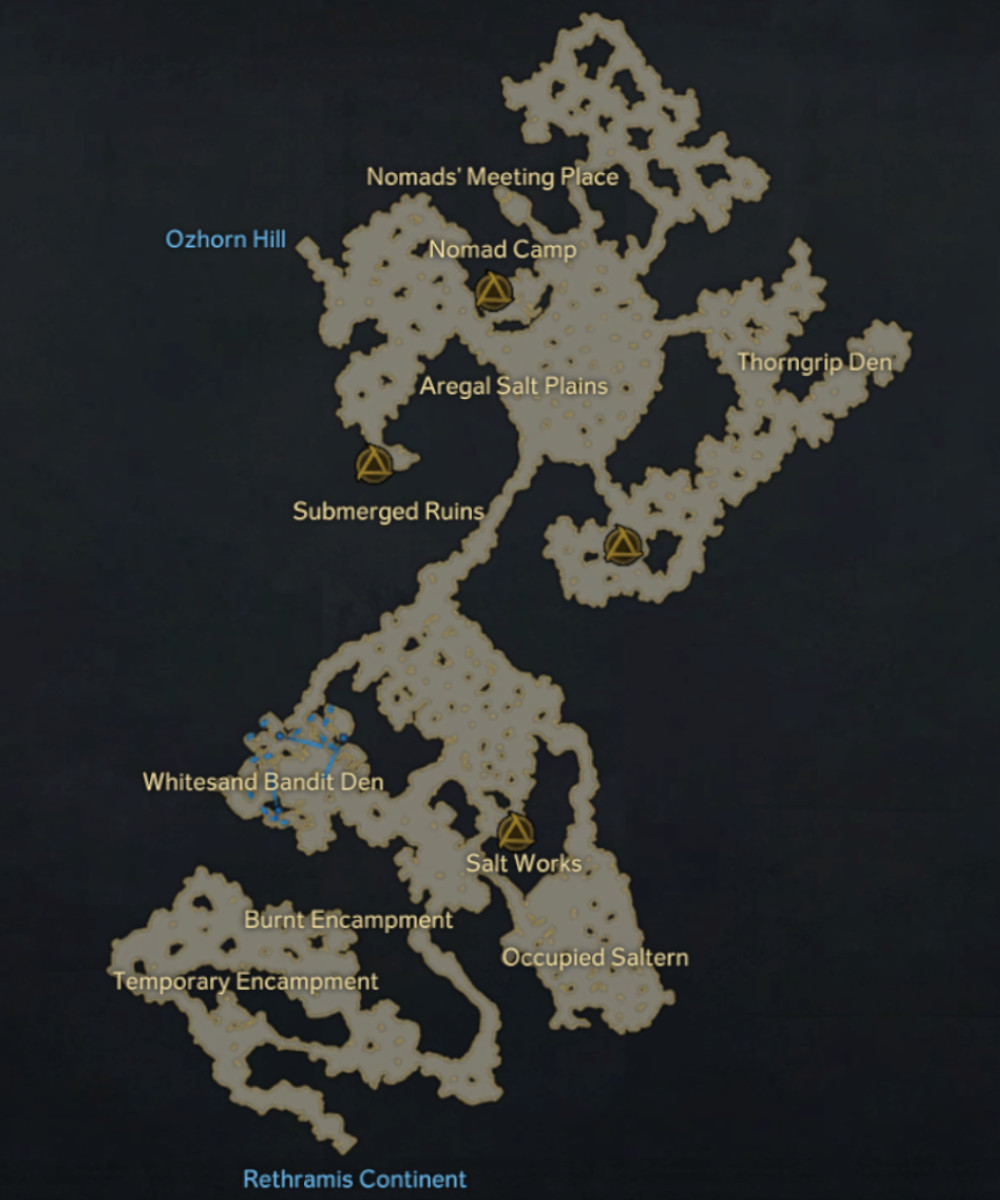 Nomads' Meeting Place
Ozhorn Hill
Nomad Camp
Thorngrip Den
Aregal Salt Plains
Submerged Ruins
Whitesand Bandit Den
Salt Works
Burnt Encampment
Occupied Saltern
Temporary Encampment
Rethramis Continent